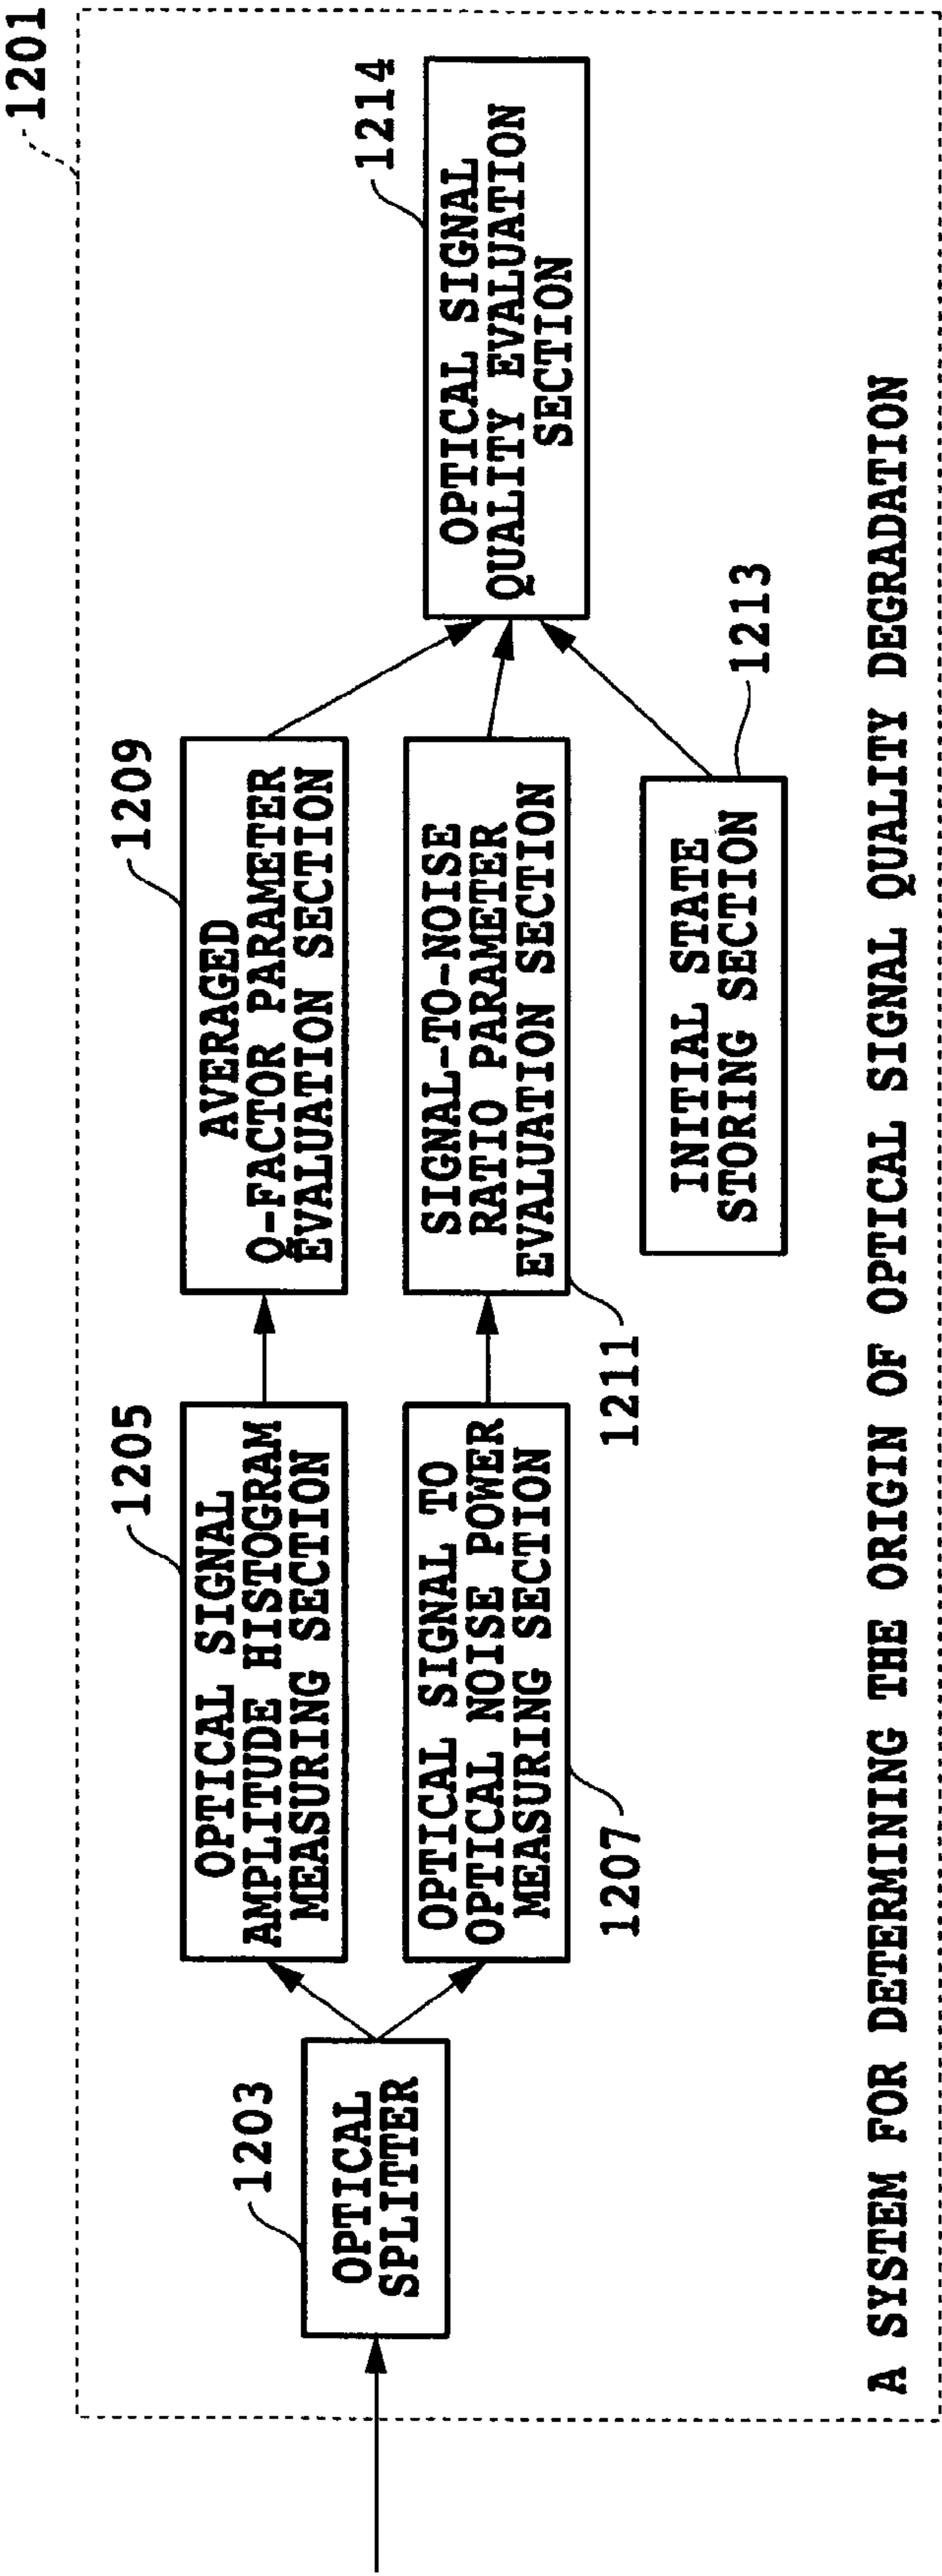 1201
1203
OPTICAL
SPLITTER
1205
OPTICAL SIGNAL
AMPLITUDE HISTOGRAM
MEASURING SECTION
OPTICAL SIGNAL TO
OPTICAL NOISE POWER
MEASURING SECTION
1207
1209
AVERAGED
Q-FACTOR PARAMETER
EVALUATION SECTION
SIGNAL-TO-NOISE
RATIO PARAMETER
EVALUATION SECTION
1211
INITIAL STATE
STORING SECTION
1213
1214
OPTICAL SIGNAL
QUALITY EVALUATION
SECTION
A SYSTEM FOR DETERMINING THE ORIGIN OF OPTICAL SIGNAL QUALITY DEGRADATION